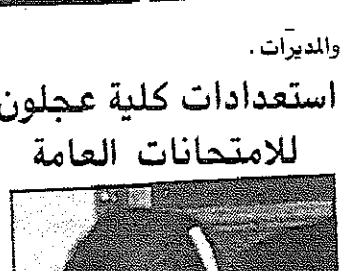 والمديرات .
استعدادات كلية عجلون
للامتحانات العامة